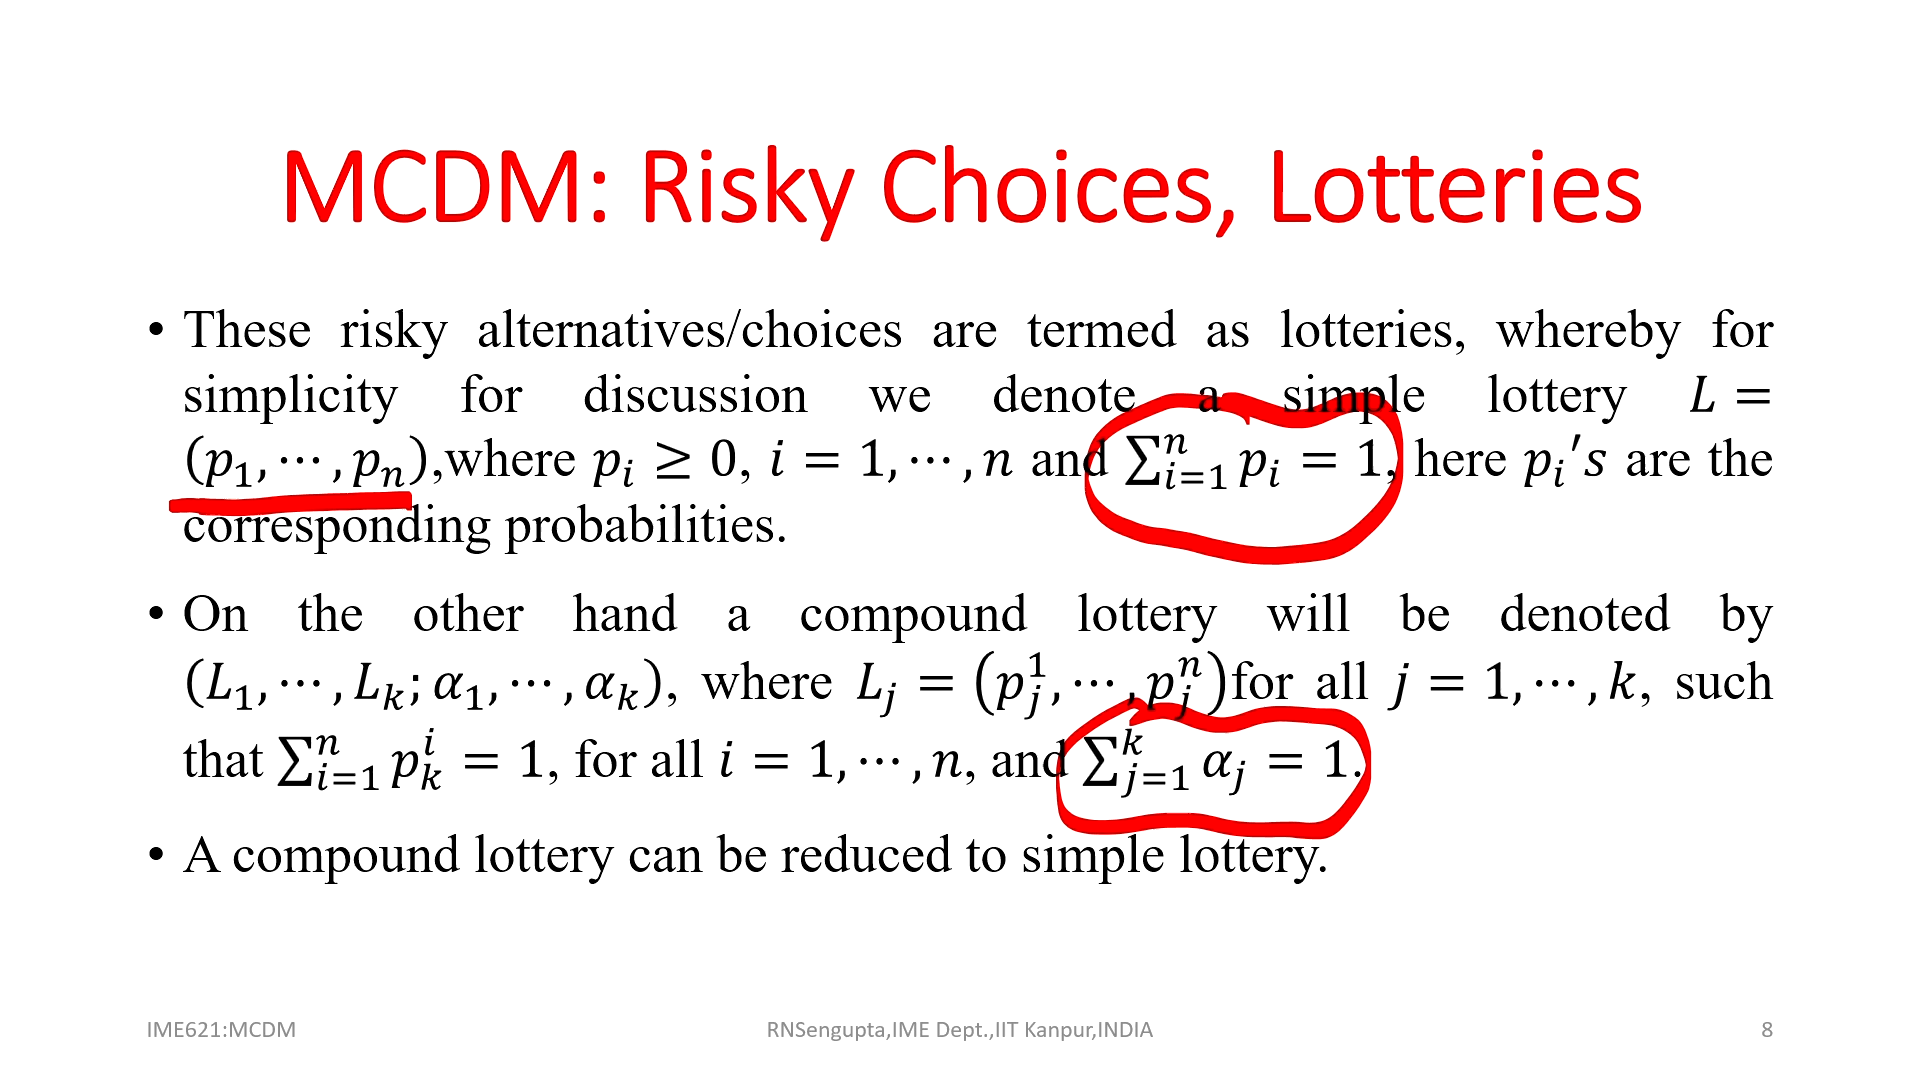 MCDM: Risky Choices, Lotteries
• These risky alternatives/choices are termed as lotteries, whereby for
simplicity for discussion we denote a simple lottery 𝐿 =
(𝑝₁, ⋯ , 𝑝ₙ),where 𝑝ᵢ ≥ 0, 𝑖 = 1, ⋯ , 𝑛 and ∑ⁿᵢ₌₁ 𝑝ᵢ = 1, here 𝑝ᵢ′𝑠 are the
corresponding probabilities.
• On the other hand a compound lottery will be denoted by
(𝐿₁, ⋯ , 𝐿ₖ; 𝛼₁, ⋯ , 𝛼ₖ), where 𝐿ⱼ = (𝑝ⱼ¹, ⋯ , 𝑝ⱼⁿ)for all 𝑗 = 1, ⋯ , 𝑘, such
that ∑ⁿᵢ₌₁ 𝑝ₖⁱ = 1, for all 𝑖 = 1, ⋯ , 𝑛, and ∑ᵏⱼ₌₁ 𝛼ⱼ = 1.
• A compound lottery can be reduced to simple lottery.
IME621:MCDM RNSengupta,IME Dept.,IIT Kanpur,INDIA 8